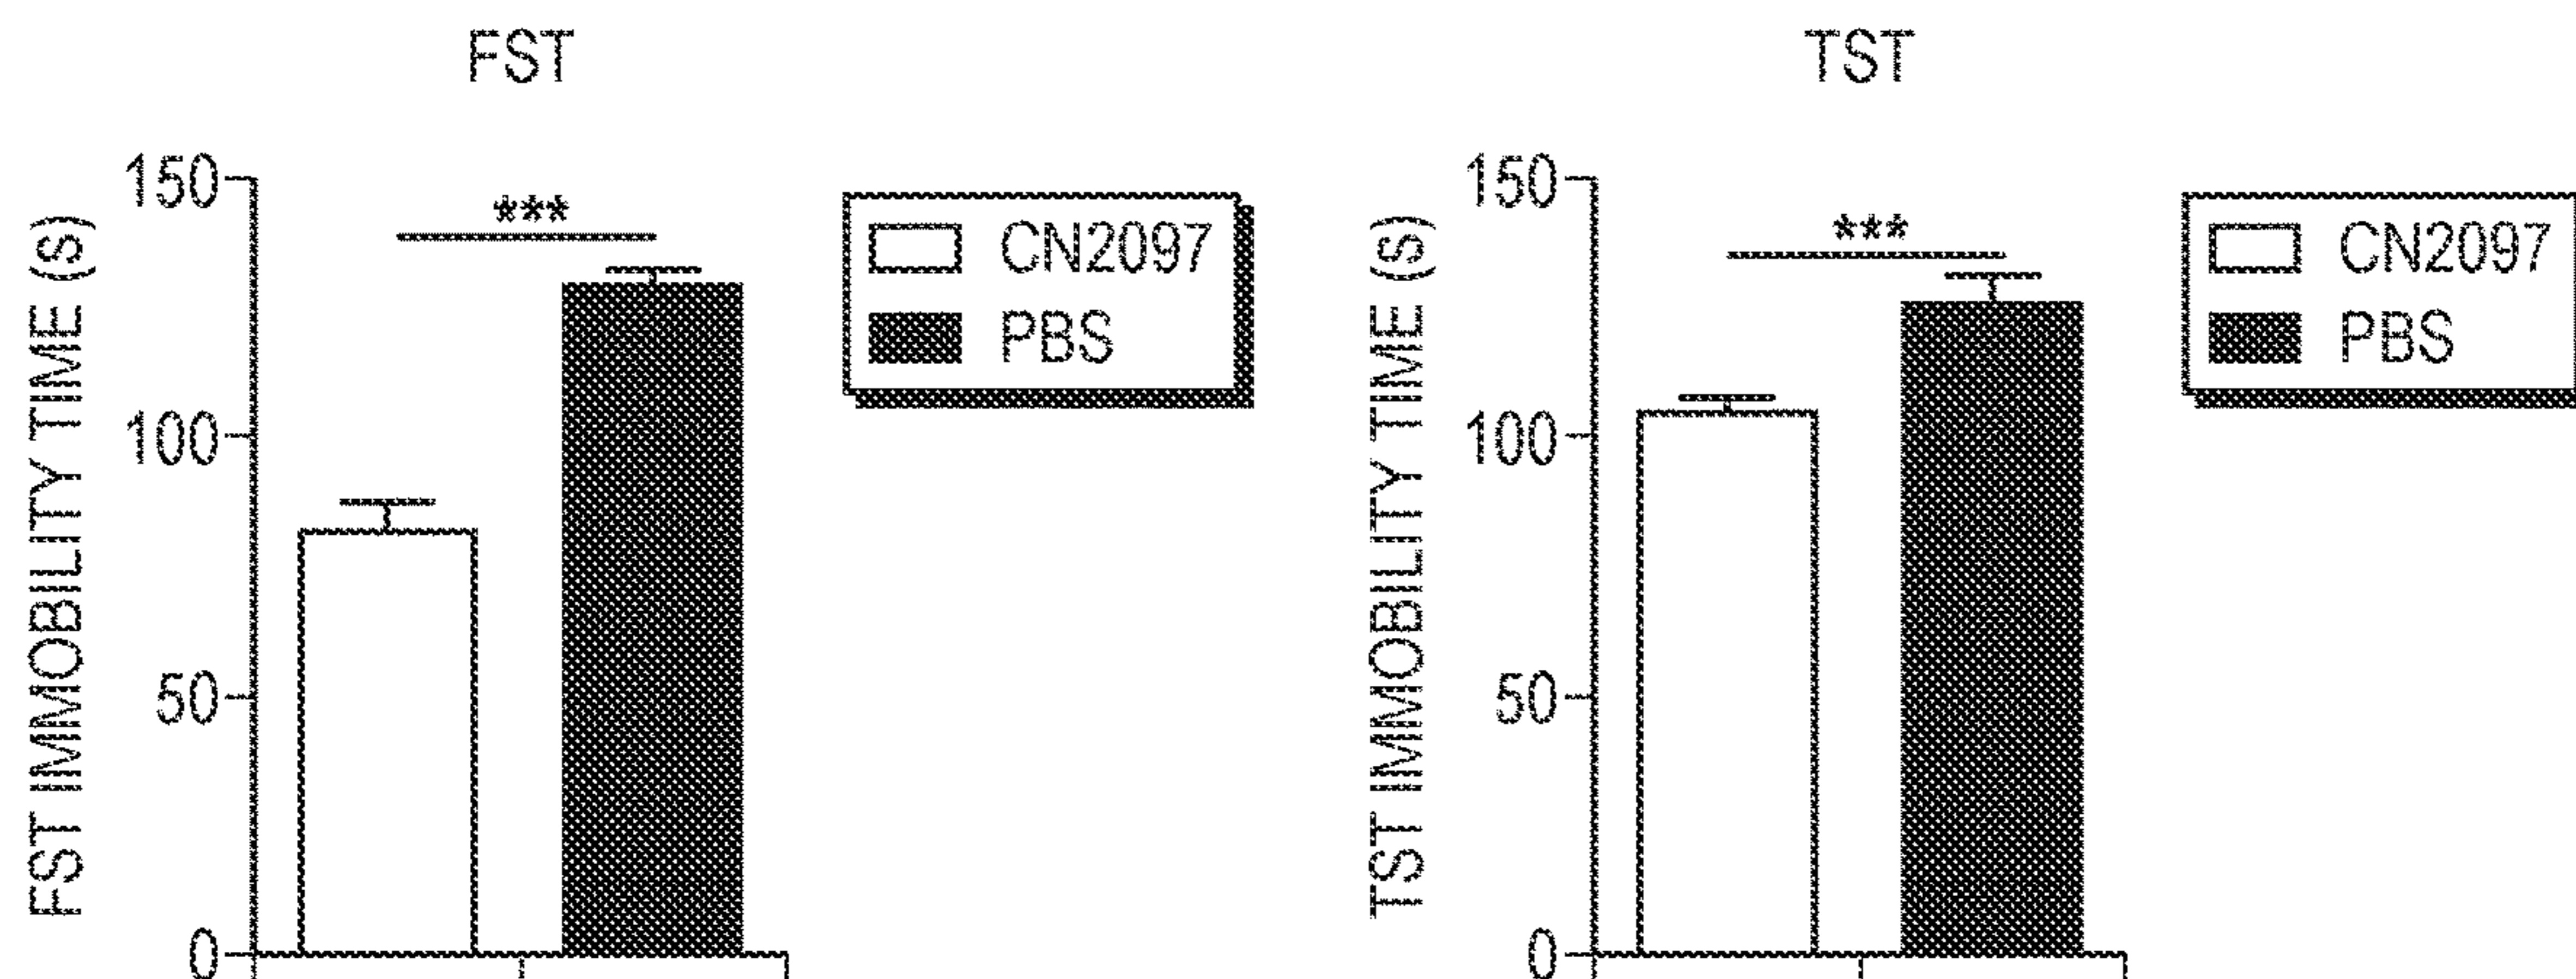 FST
FST IMMOBILITY TIME (s)
150
100
50
0
***
CN2097
PBS
TST
TST IMMOBILITY TIME (s)
150
100
50
0
***
CN2097
PBS